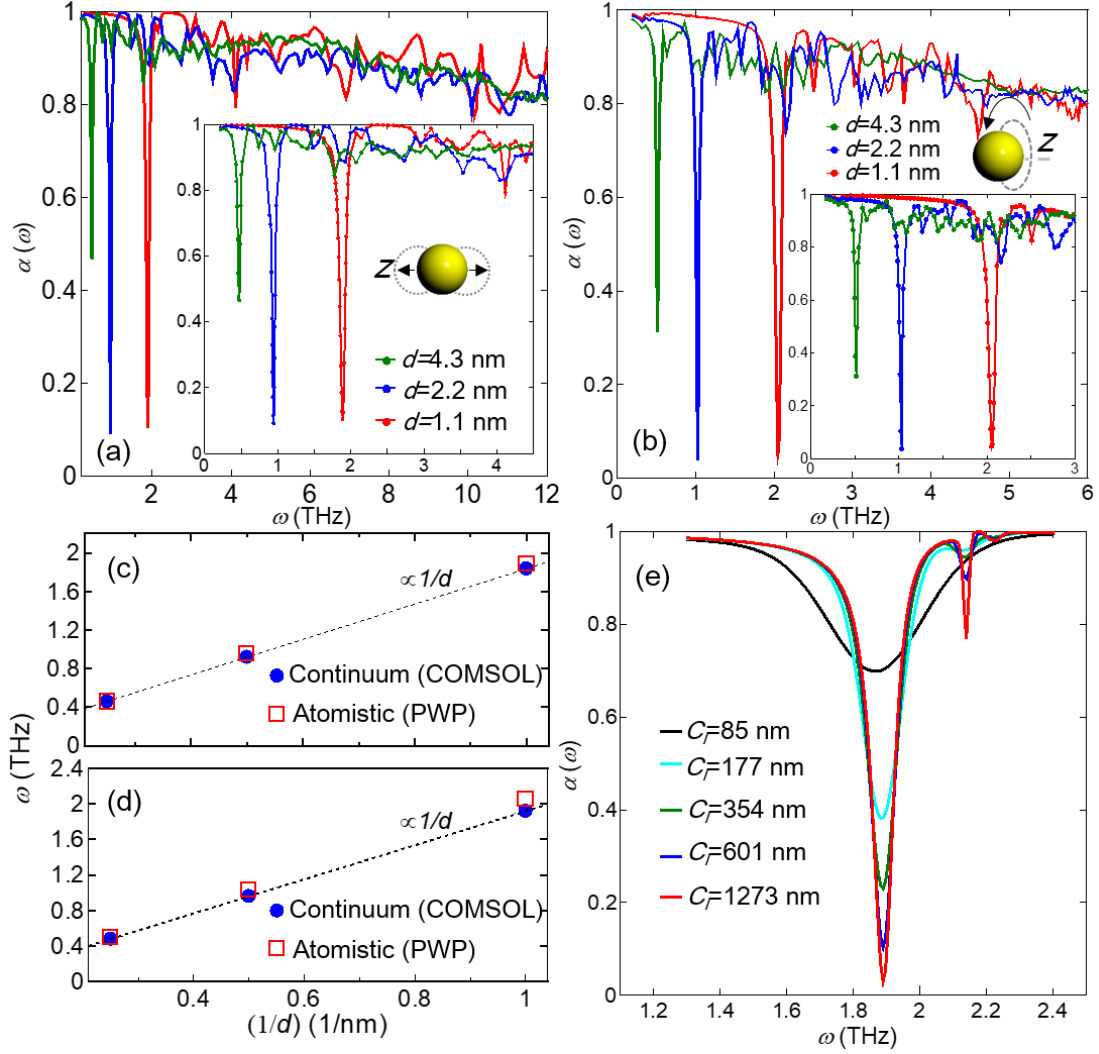 1
0.8
0.6
0.4
0.2
0
α(ω)
2
4
6
8
10
12
ω (THz)
(a)
1
0.8
0.6
0.4
0.2
0
0
1
2
3
4
z
d=4.3 nm
d=2.2 nm
d=1.1 nm
1
0.8
0.6
0.4
0.2
0
α(ω)
0
1
2
3
4
5
6
ω (THz)
(b)
d=4.3 nm
d=2.2 nm
d=1.1 nm
z
1
0.8
0.6
0.4
0.2
0
0
1
2
3
(c)
2
1.6
1.2
0.8
0.4
0
∝1/d
Continuum (COMSOL)
Atomistic (PWP)
ω (THz)
(d)
2.4
2
1.6
1.2
0.8
0.4
0
∝1/d
Continuum (COMSOL)
Atomistic (PWP)
0.4
0.6
0.8
1
(1/d) (1/nm)
(e)
1
0.8
0.6
0.4
0.2
0
α(ω)
C_l=85 nm
C_l=177 nm
C_l=354 nm
C_l=601 nm
C_l=1273 nm
1.2
1.4
1.6
1.8
2
2.2
2.4
ω (THz)